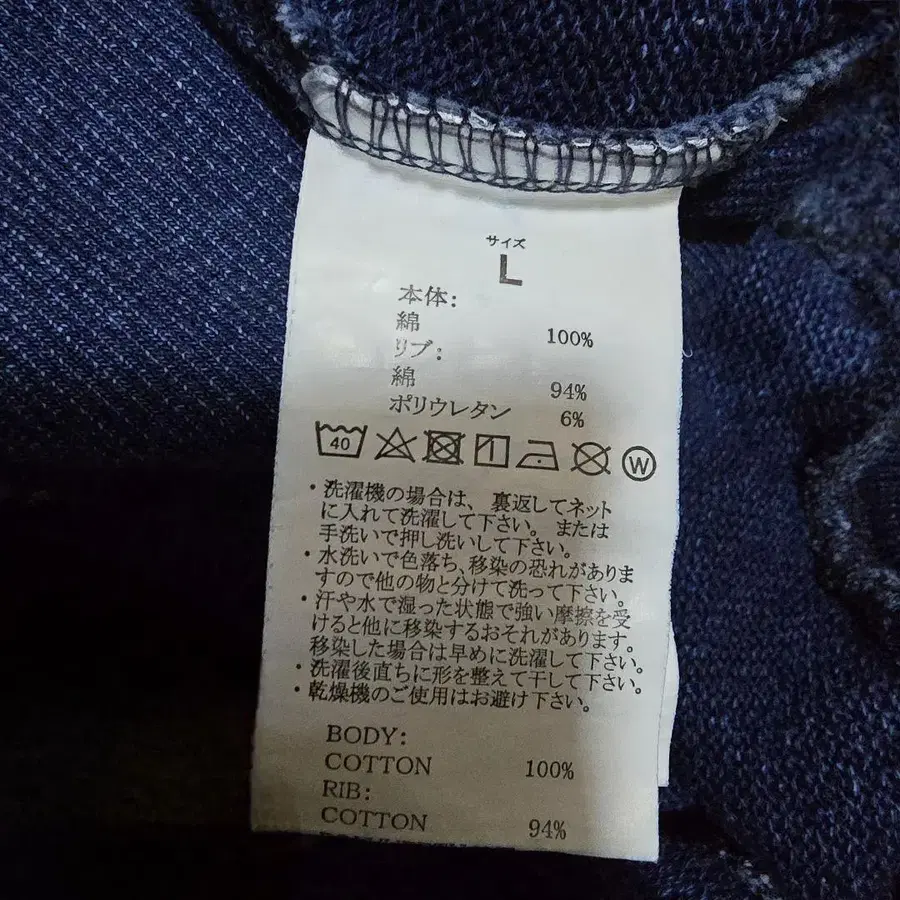 サイズ
L
本体:
綿 100%
リブ:
綿 94%
ポリウレタン 6%
40 W
・洗濯機の場合は、裏返してネット
に入れて洗濯して下さい。または
手洗いで押し洗いして下さい。
・水洗いで色落ち、移染の恐れがありま
すので他の物と分けて洗って下さい。
・汗や水で湿った状態で強い摩擦を受
けると他に移染するおそれがあります。
移染した場合は早めに洗濯して下さい。
・洗濯後直ちに形を整えて干して下さい。
・乾燥機のご使用はお避け下さい。
BODY:
COTTON 100%
RIB:
COTTON 94%